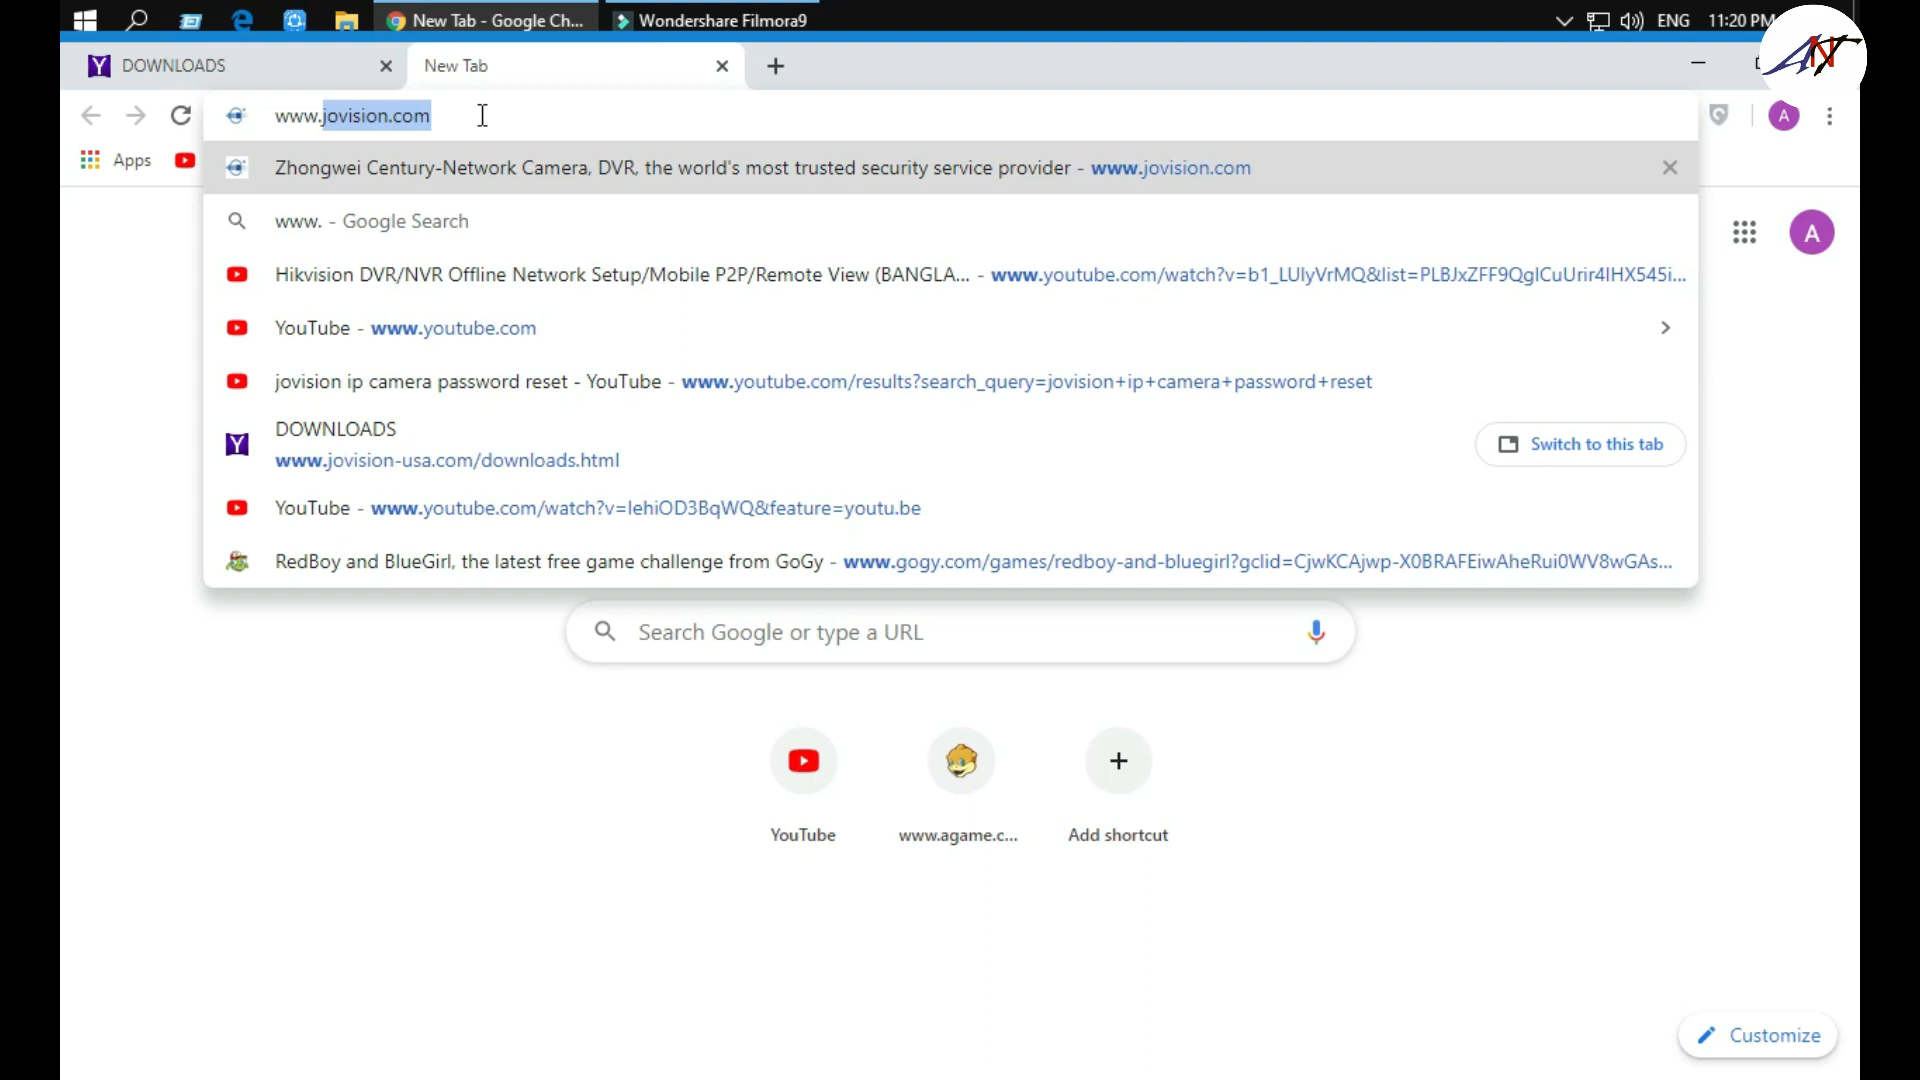 New Tab - Google Ch...
Wondershare Filmora9
ENG
11:20 PM
ANT
DOWNLOADS
New Tab
www.jovision.com
A
Apps
Zhongwei Century-Network Camera, DVR, the world's most trusted security service provider - www.jovision.com
www. - Google Search
A
Hikvision DVR/NVR Offline Network Setup/Mobile P2P/Remote View (BANGLA... - www.youtube.com/watch?v=b1_LUlyVrMQ&list=PLBJxZFF9QglCuUrir4IHX545i...
YouTube - www.youtube.com
jovision ip camera password reset - YouTube - www.youtube.com/results?search_query=jovision+ip+camera+password+reset
DOWNLOADS
www.jovision-usa.com/downloads.html
Switch to this tab
YouTube - www.youtube.com/watch?v=lehiOD3BqWQ&feature=youtu.be
RedBoy and BlueGirl, the latest free game challenge from GoGy - www.gogy.com/games/redboy-and-bluegirl?gclid=CjwKCAjwp-X0BRAFEiwAheRui0WV8wGAs...
Search Google or type a URL
YouTube
www.agame.c...
Add shortcut
Customize